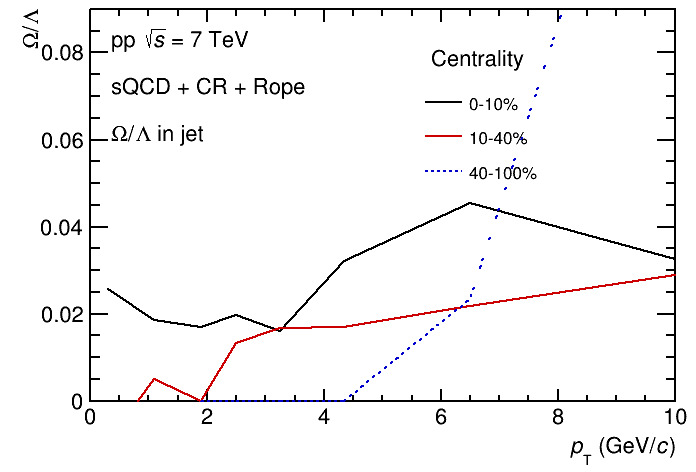 Ω/Λ
pp √s = 7 TeV
sQCD + CR + Rope
Ω/Λ in jet
Centrality
0-10%
10-40%
40-100%
0.08
0.06
0.04
0.02
0
0 2 4 6 8 10
p_T (GeV/c)